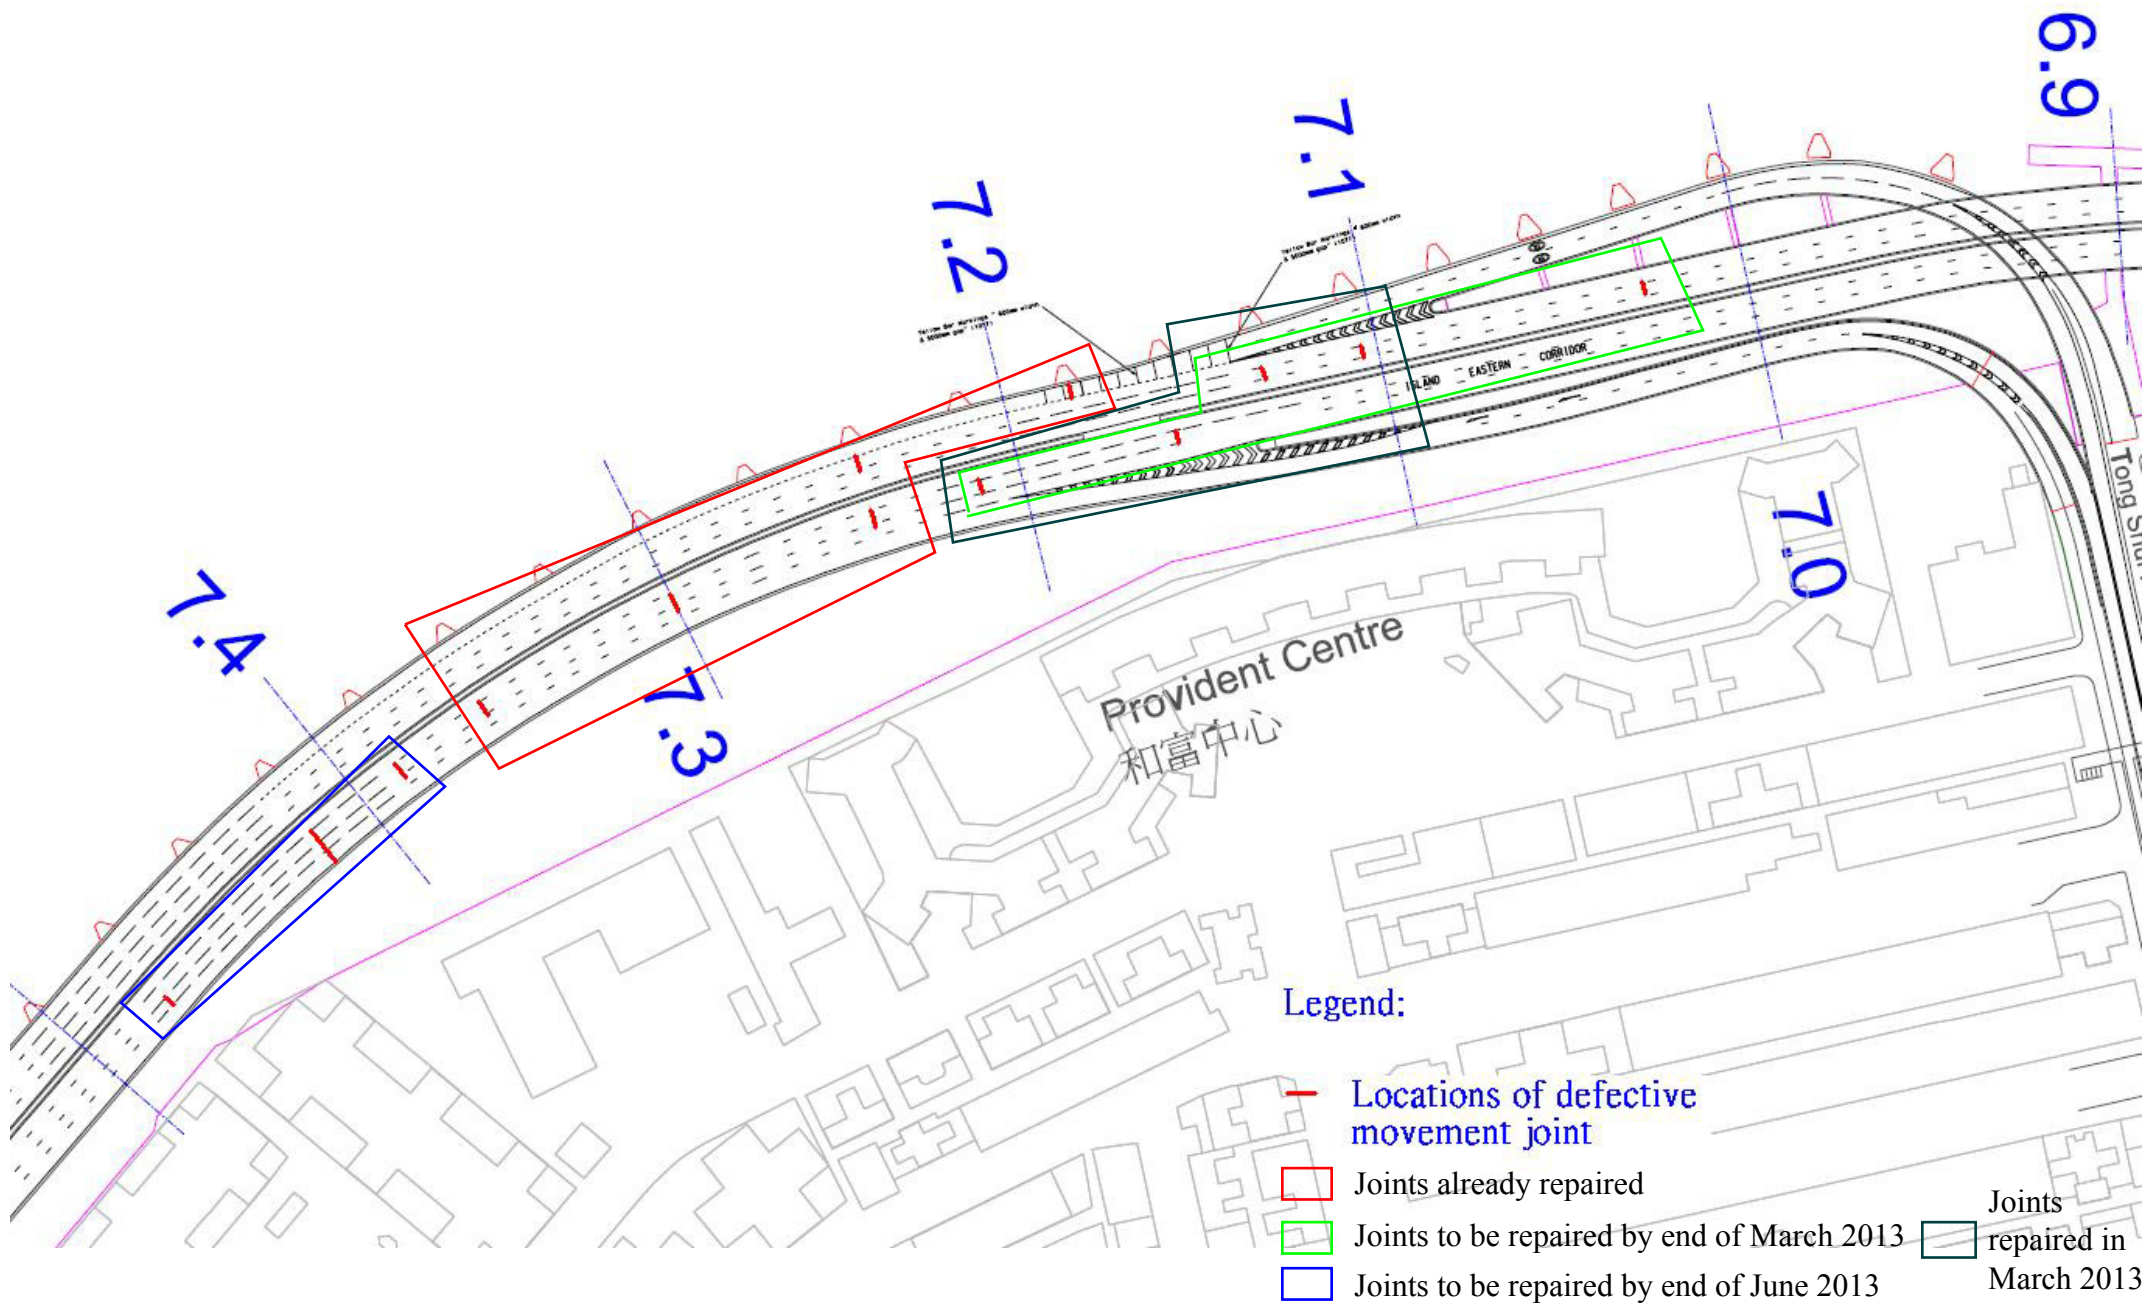 6.9
7.1
7.2
ISLAND EASTERN CORRIDOR
Tong Shui
7.0
7.4
7.3
Provident Centre
和富中心
Legend:
Locations of defective
movement joint
Joints already repaired
Joints to be repaired by end of March 2013
Joints to be repaired by end of June 2013
Joints
repaired in
March 2013